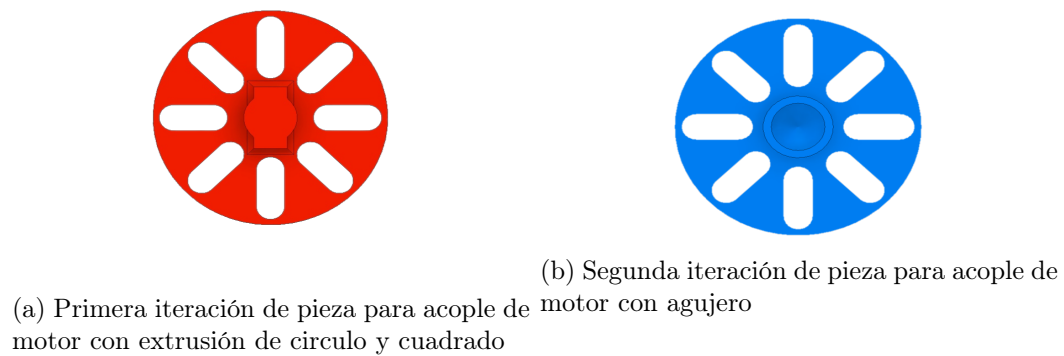 (a) Primera iteración de pieza para acople de
motor con extrusión de circulo y cuadrado
(b) Segunda iteración de pieza para acople de
motor con agujero